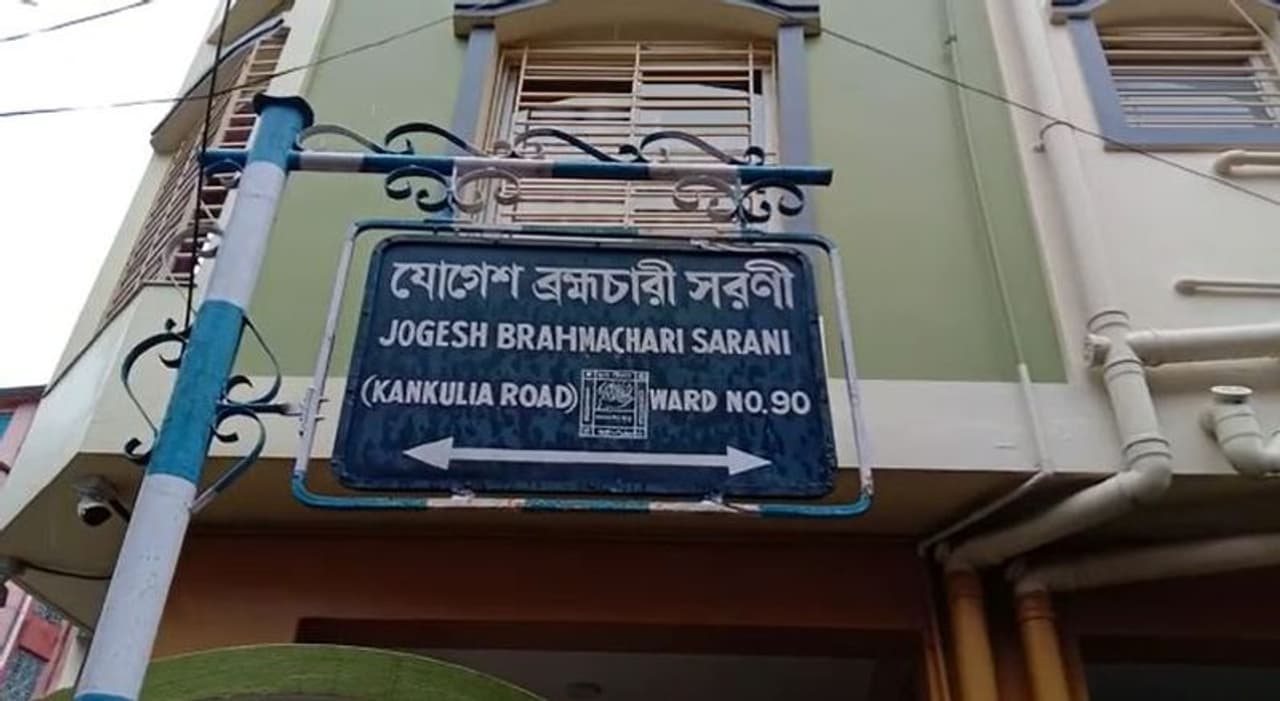 যোগেশ ব্রহ্মচারী সরণী
JOGESH BRAHMACHARI SARANI
(KANKULIA ROAD) WARD NO.90